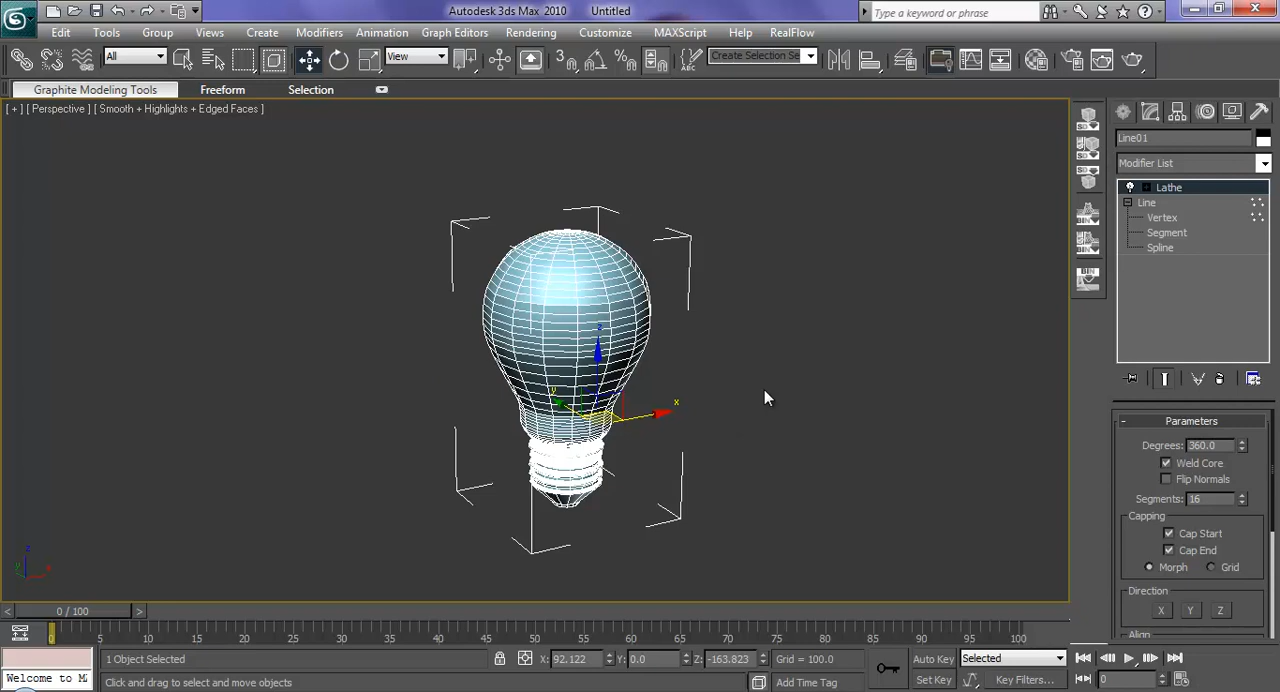 Autodesk 3ds Max 2010 Untitled
Type a keyword or phrase
Edit Tools Group Views Create Modifiers Animation Graph Editors Rendering Customize MAXScript Help RealFlow
All View Create Selection Se
Graphite Modeling Tools Freeform Selection
[ + ] [ Perspective ] [ Smooth + Highlights + Edged Faces ]
Line01
Modifier List
Lathe
Line
Vertex
Segment
Spline
z
y
x
Parameters
Degrees: 360.0
Weld Core
Flip Normals
Segments: 16
Capping
Cap Start
Cap End
Morph Grid
Direction
X Y Z
Align
0 / 100
0 5 10 15 20 25 30 35 40 45 50 55 60 65 70 75 80 85 90 95 100
1 Object Selected X: 92.122 Y: 0.0 Z: -163.823 Grid = 100.0 Auto Key Selected
Welcome to M
Click and drag to select and move objects Add Time Tag Set Key Key Filters... 0